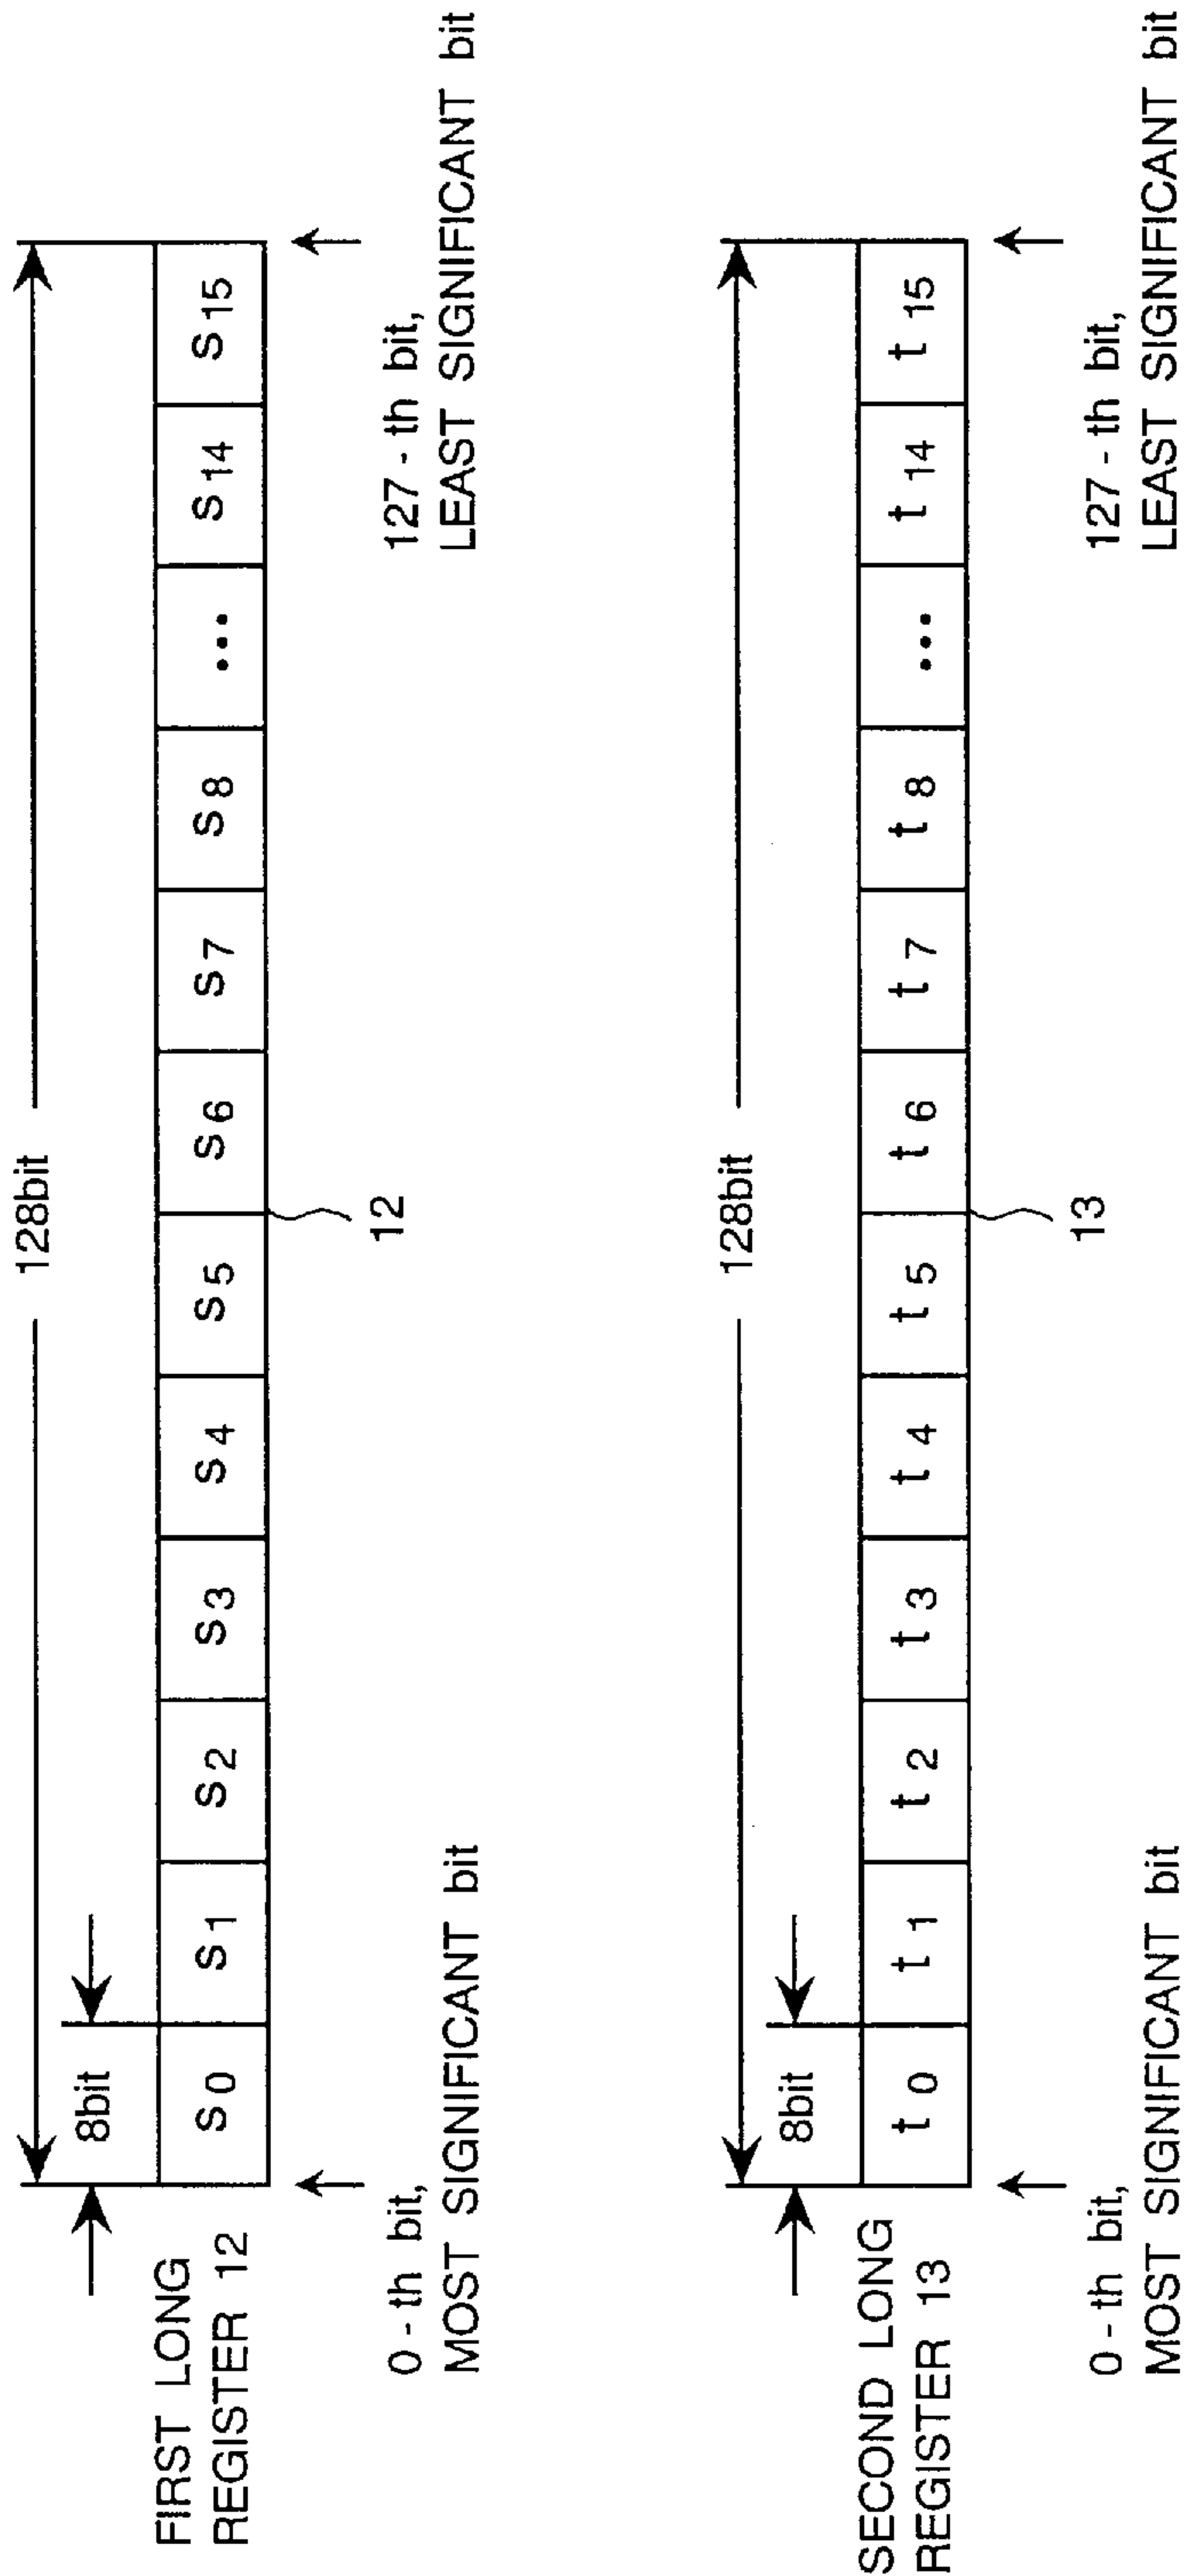 128bit
8bit
FIRST LONG
REGISTER 12
s0 s1 s2 s3 s4 s5 s6 s7 s8 ... s14 s15
12
0 - th bit,
MOST SIGNIFICANT bit
127 - th bit,
LEAST SIGNIFICANT bit
128bit
8bit
SECOND LONG
REGISTER 13
t0 t1 t2 t3 t4 t5 t6 t7 t8 ... t14 t15
13
0 - th bit,
MOST SIGNIFICANT bit
127 - th bit,
LEAST SIGNIFICANT bit